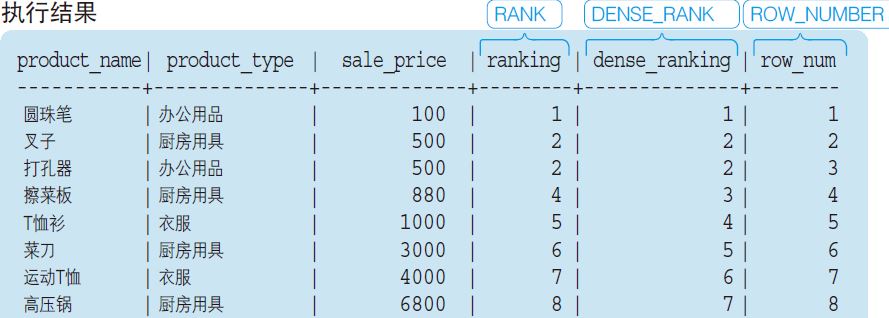 执行结果 RANK DENSE_RANK ROW_NUMBER
product_name| product_type | sale_price | ranking | dense_ranking | row_num
-----------+--------------+-------------+--------+--------------+--------
圆珠笔 | 办公用品 | 100 | 1 | 1 | 1
叉子 | 厨房用具 | 500 | 2 | 2 | 2
打孔器 | 办公用品 | 500 | 2 | 2 | 3
擦菜板 | 厨房用具 | 880 | 4 | 3 | 4
T恤衫 | 衣服 | 1000 | 5 | 4 | 5
菜刀 | 厨房用具 | 3000 | 6 | 5 | 6
运动T恤 | 衣服 | 4000 | 7 | 6 | 7
高压锅 | 厨房用具 | 6800 | 8 | 7 | 8